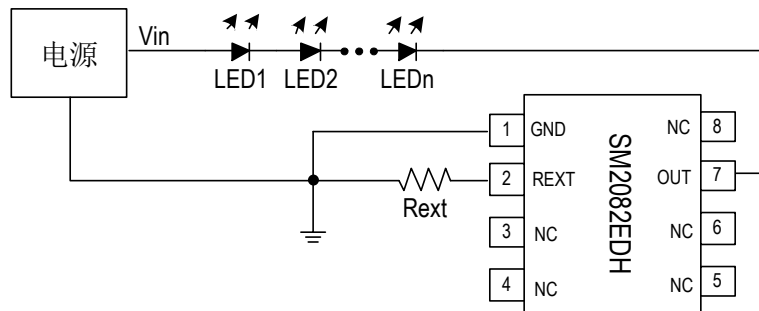 电源
Vin
LED1
LED2
LEDn
1
GND
2
REXT
3
NC
4
NC
Rext
SM2082EDH
NC
8
OUT
7
NC
6
NC
5